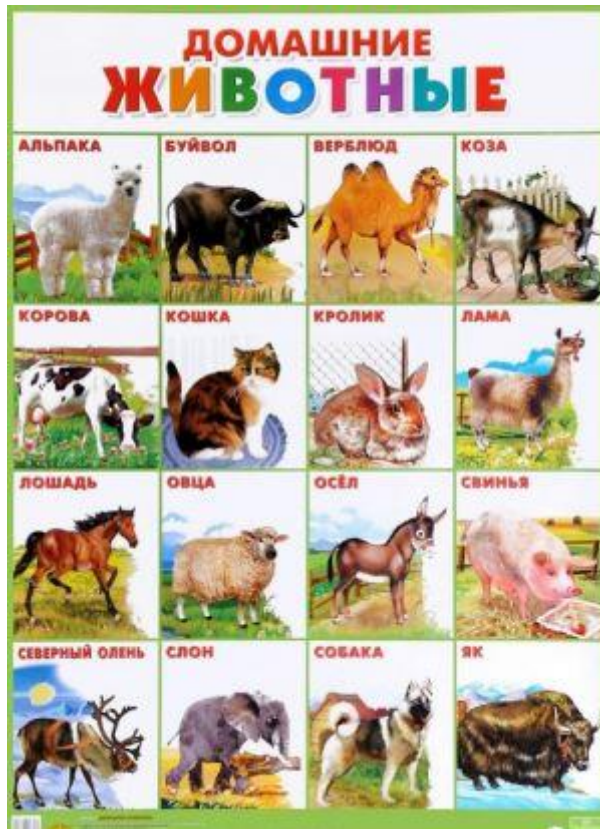 ДОМАШНИЕ
ЖИВОТНЫЕ
АЛЬПАКА
БУЙВОЛ
ВЕРБЛЮД
КОЗА
КОРОВА
КОШКА
КРОЛИК
ЛАМА
ЛОШАДЬ
ОВЦА
ОСЁЛ
СВИНЬЯ
СЕВЕРНЫЙ ОЛЕНЬ
СЛОН
СОБАКА
ЯК